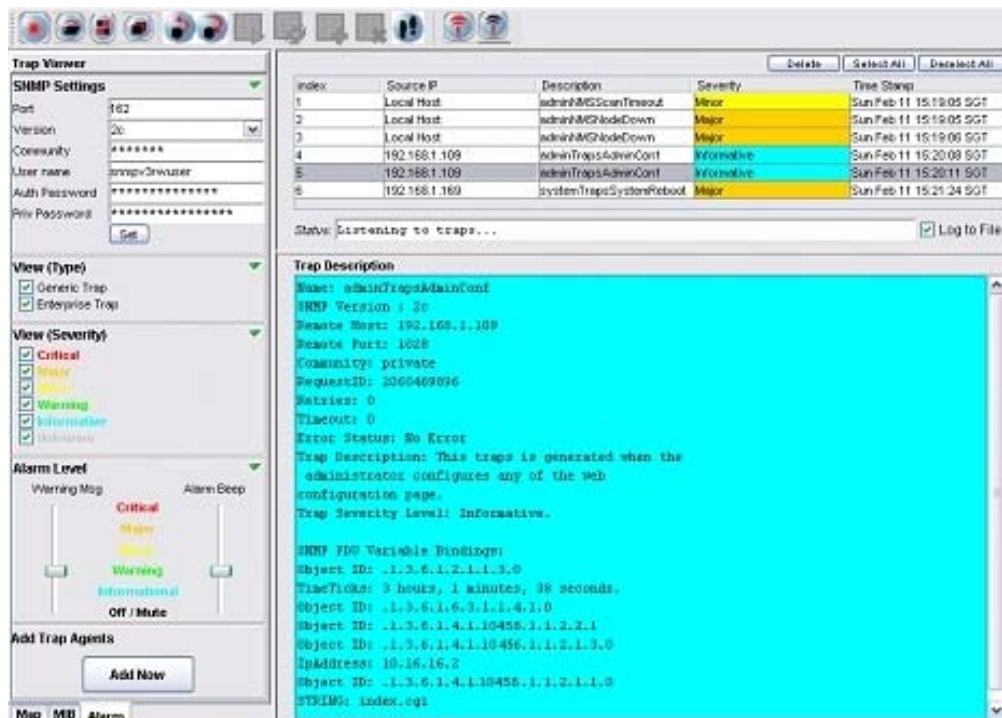 Trap Viewer
SNMP Settings
Port 162
Version 2c
Community *******
User name snmpv3rwuser
Auth Password **************
Priv Password ****************
Set
View (Type)
Generic Trap
Enterprise Trap
View (Severity)
Critical
Major
Minor
Warning
Informative
Unknown
Alarm Level
Warning Msg Alarm Beep
Critical
Major
Minor
Warning
Informational
Off / Mute
Add Trap Agents
Add Now
Map MIB Alarm
Delete Select All Deselect All
index Source IP Description Severity Time Stamp
1 Local Host adminNMSScanTimeout Minor Sun Feb 11 15:19:05 SGT
2 Local Host adminNMSNodeDown Major Sun Feb 11 15:19:05 SGT
3 Local Host adminNMSNodeDown Major Sun Feb 11 15:19:06 SGT
4 192.168.1.109 adminTrapsAdminConf Informative Sun Feb 11 15:20:08 SGT
5 192.168.1.109 adminTrapsAdminConf Informative Sun Feb 11 15:20:11 SGT
6 192.168.1.169 systemTrapsSystemReboot Major Sun Feb 11 15:21:24 SGT
Status: Listening to traps... Log to File
Trap Description
Name: adminTrapsAdminConf
SNMP Version : 2c
Remote Host: 192.168.1.109
Remote Port: 1028
Community: private
RequestID: 2060469896
Retries: 0
Timeout: 0
Error Status: No Error
Trap Description: This traps is generated when the
administrator configures any of the web
configuration page.
Trap Severity Level: Informative.
SNMP PDU Variable Bindings:
Object ID: .1.3.6.1.2.1.1.3.0
TimeTicks: 3 hours, 1 minutes, 38 seconds.
Object ID: .1.3.6.1.6.3.1.1.4.1.0
Object ID: .1.3.6.1.4.1.10456.1.1.2.2.1
Object ID: .1.3.6.1.4.1.10456.1.1.2.1.3.0
IpAddress: 10.16.16.2
Object ID: .1.3.6.1.4.1.10456.1.1.2.1.1.0
STRING: index.cgi